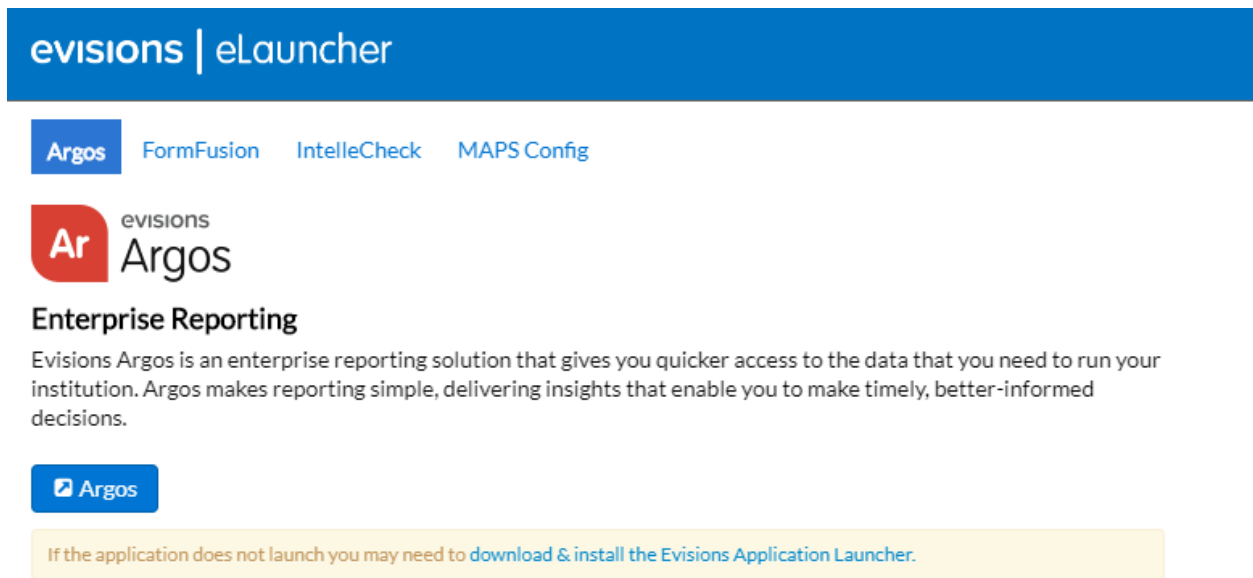 evisions | eLauncher
Argos FormFusion IntelleCheck MAPS Config
Ar evisions
Argos
Enterprise Reporting
Evisions Argos is an enterprise reporting solution that gives you quicker access to the data that you need to run your
institution. Argos makes reporting simple, delivering insights that enable you to make timely, better-informed
decisions.
Argos
If the application does not launch you may need to download & install the Evisions Application Launcher.